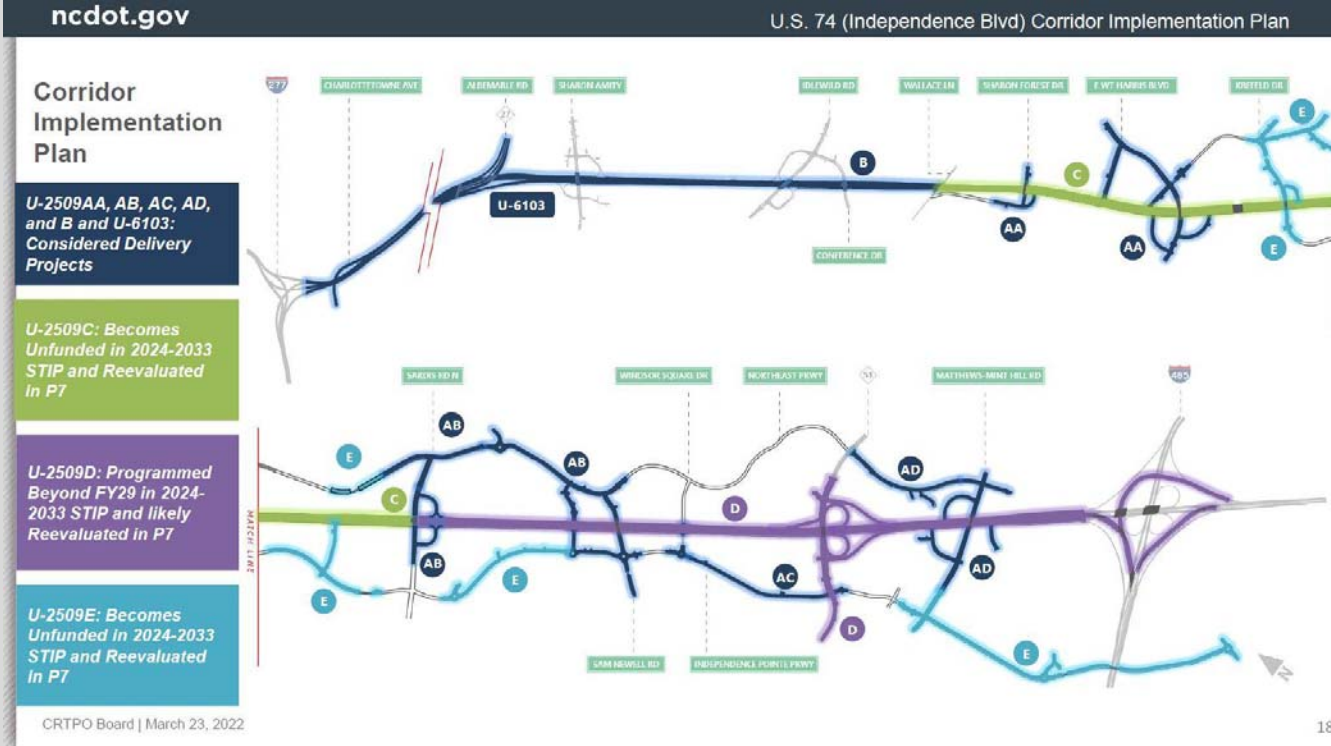 ncdot.gov
U.S. 74 (Independence Blvd) Corridor Implementation Plan
Corridor
Implementation
Plan
U-2509AA, AB, AC, AD,
and B and U-6103:
Considered Delivery
Projects
U-2509C: Becomes
Unfunded in 2024-2033
STIP and Reevaluated
in P7
U-2509D: Programmed
Beyond FY29 in 2024-
2033 STIP and likely
Reevaluated in P7
U-2509E: Becomes
Unfunded in 2024-2033
STIP and Reevaluated
in P7
277
CHARLOTTETOWNE AVE
ALBEMARLE RD
SHARON AMITY
IDLEWILD RD
WALLACE LN
SHARON FOREST DR
E WT HARRIS BLVD
KREFELD DR
27
E
B
C
U-6103
AA
AA
E
CONFERENCE DR
SARDIS RD N
WINDSOR SQUARE DR
NORTHEAST PKWY
51
MATTHEWS-MINT HILL RD
485
AB
E
AB
AD
C
D
MATCH LINE
AB
E
AC
AD
E
D
E
SAM NEWELL RD
INDEPENDENCE POINTE PKWY
N
CRTPO Board | March 23, 2022
18